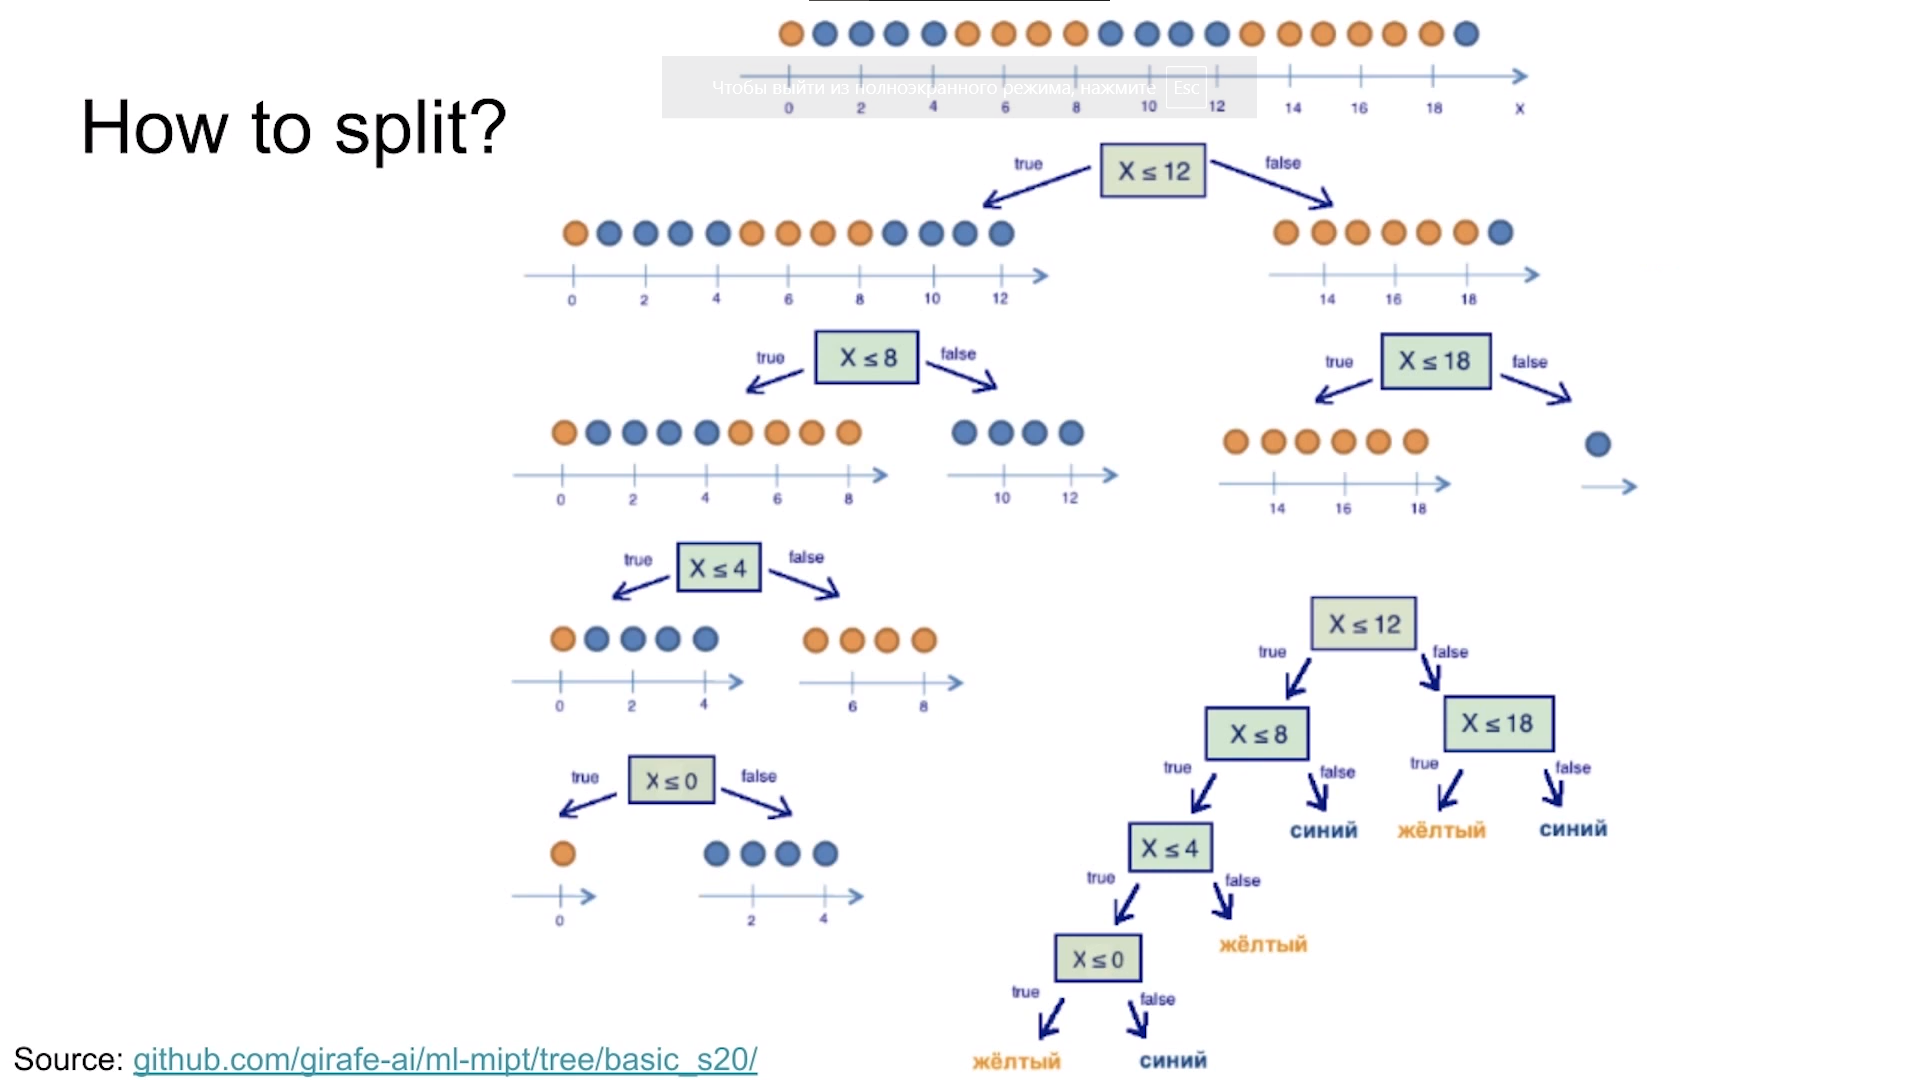 How to split?
Чтобы выйти из полноэкранного режима, нажмите Esc
0 2 4 6 8 10 12 14 16 18 X
true X ≤ 12 false
0 2 4 6 8 10 12
14 16 18
true X ≤ 8 false
true X ≤ 18 false
0 2 4 6 8
10 12
14 16 18
true X ≤ 4 false
0 2 4
6 8
true X ≤ 0 false
0
2 4
X ≤ 12
true false
X ≤ 8 X ≤ 18
true false true false
синий жёлтый синий
X ≤ 4
true false
жёлтый
X ≤ 0
true false
жёлтый синий
Source: github.com/girafe-ai/ml-mipt/tree/basic_s20/